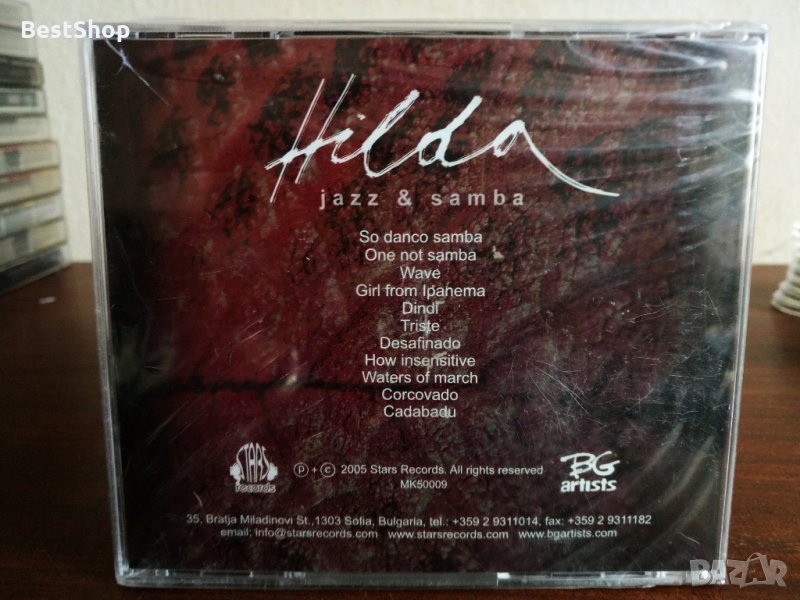 BestShop
Hilda
jazz & samba
So danco samba
One not samba
Wave
Girl from Ipanema
Dindi
Triste
Desafinado
How insensitive
Waters of march
Corcovado
Cadabadu
STARS
records
p + c 2005 Stars Records. All rights reserved
MK50009
BG
artists
35, Bratja Miladinovi St.,1303 Sofia, Bulgaria, tel.: +359 2 9311014, fax: +359 2 9311182
email: info@starsrecords.com www.starsrecords.com www.bgartists.com
BAZAR